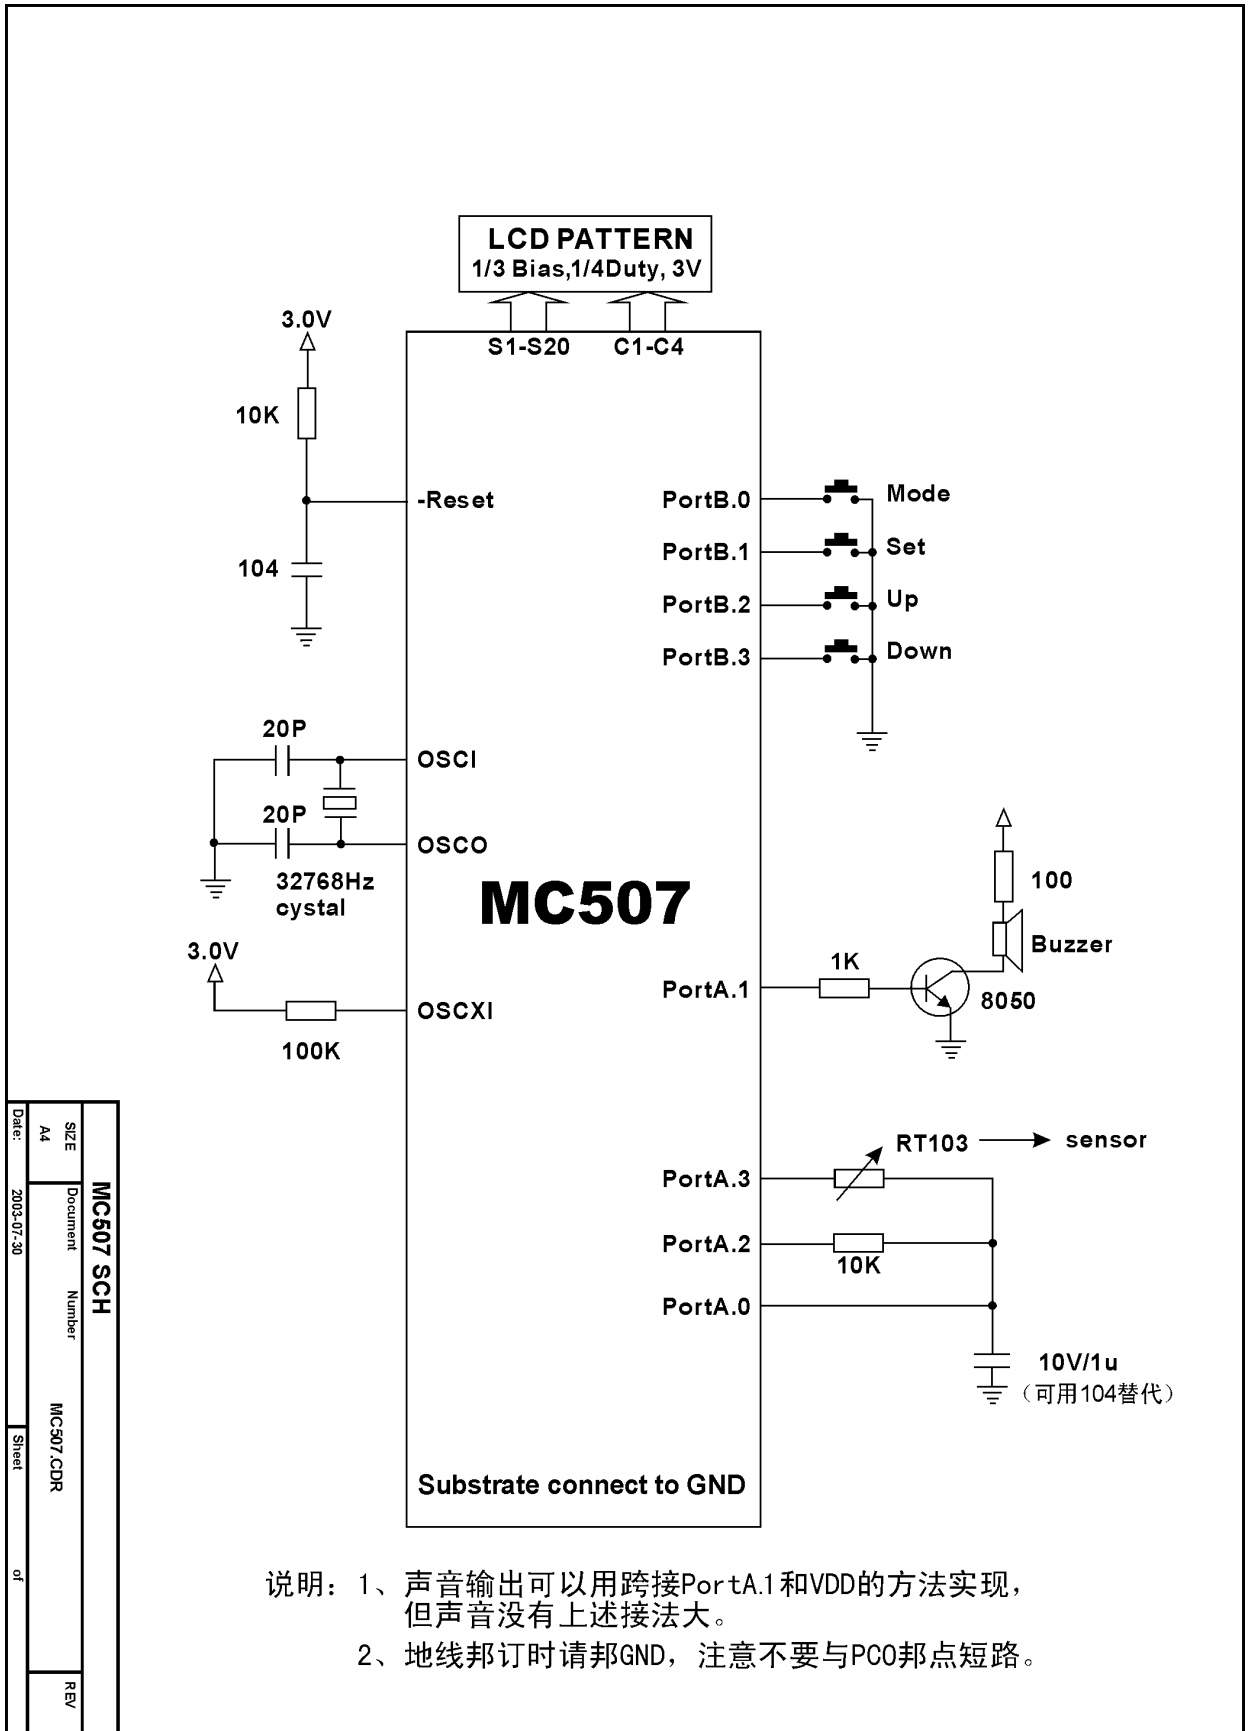 LCD PATTERN
1/3 Bias,1/4Duty, 3V
S1-S20
C1-C4
3.0V
10K
-Reset
104
PortB.0
Mode
PortB.1
Set
PortB.2
Up
PortB.3
Down
20P
OSCI
20P
OSCO
32768Hz
cystal
MC507
3.0V
OSCXI
100K
100
Buzzer
PortA.1
1K
8050
RT103
sensor
PortA.3
PortA.2
10K
PortA.0
10V/1u
（可用104替代）
Substrate connect to GND
说明：1、声音输出可以用跨接PortA.1和VDD的方法实现，
但声音没有上述接法大。
2、地线邦订时请邦GND，注意不要与PC0邦点短路。
MC507 SCH
SIZE
A4
Document Number
MC507.CDR
REV
Date: 2003-07-30
Sheet of